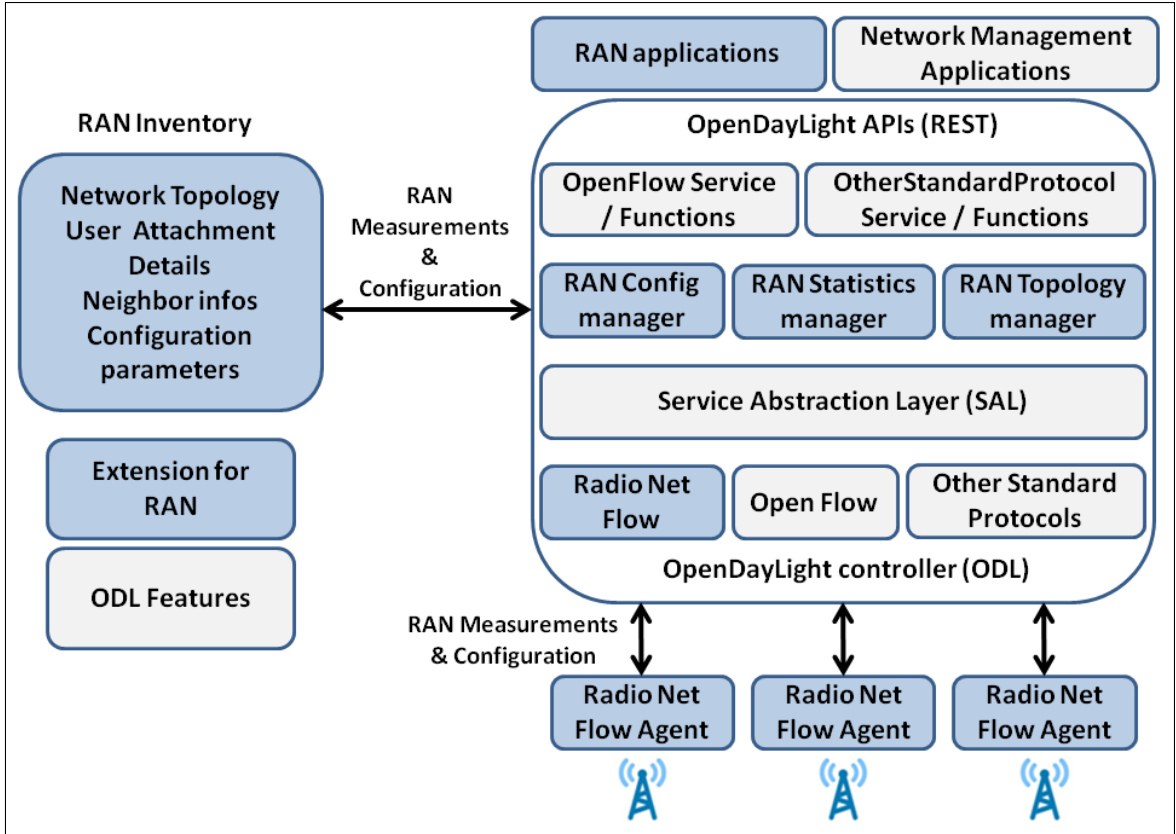 RAN applications
Network Management
Applications
RAN Inventory
Network Topology
User Attachment
Details
Neighbor infos
Configuration
parameters
RAN
Measurements
&
Configuration
OpenDayLight APIs (REST)
OpenFlow Service
/ Functions
OtherStandardProtocol
Service / Functions
RAN Config
manager
RAN Statistics
manager
RAN Topology
manager
Service Abstraction Layer (SAL)
Radio Net
Flow
Open Flow
Other Standard
Protocols
OpenDayLight controller (ODL)
Extension for
RAN
ODL Features
RAN Measurements
& Configuration
Radio Net
Flow Agent
Radio Net
Flow Agent
Radio Net
Flow Agent